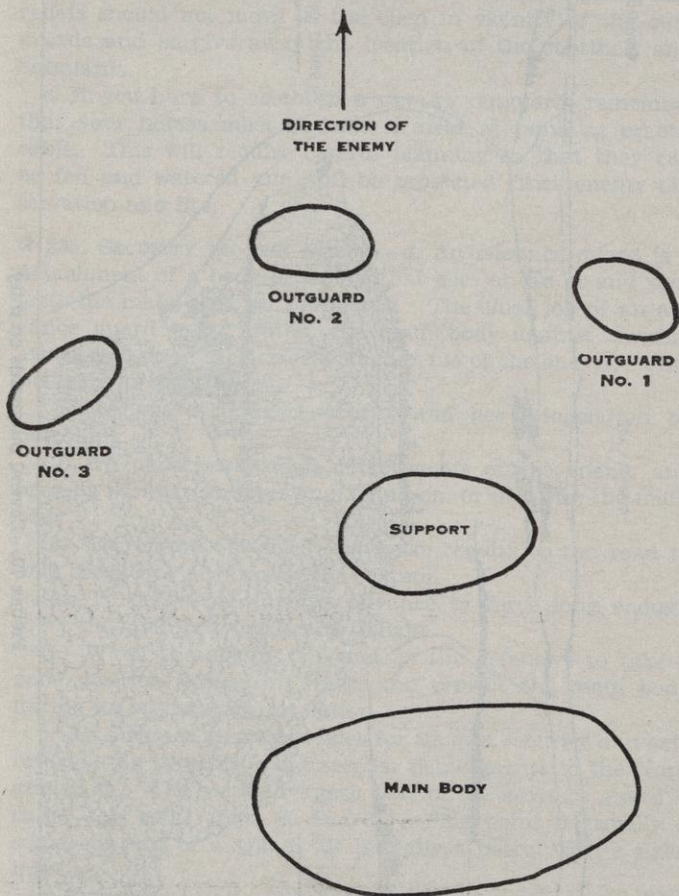 DIRECTION OF
THE ENEMY
OUTGUARD
No. 2
OUTGUARD
No. 1
OUTGUARD
No. 3
SUPPORT
MAIN BODY